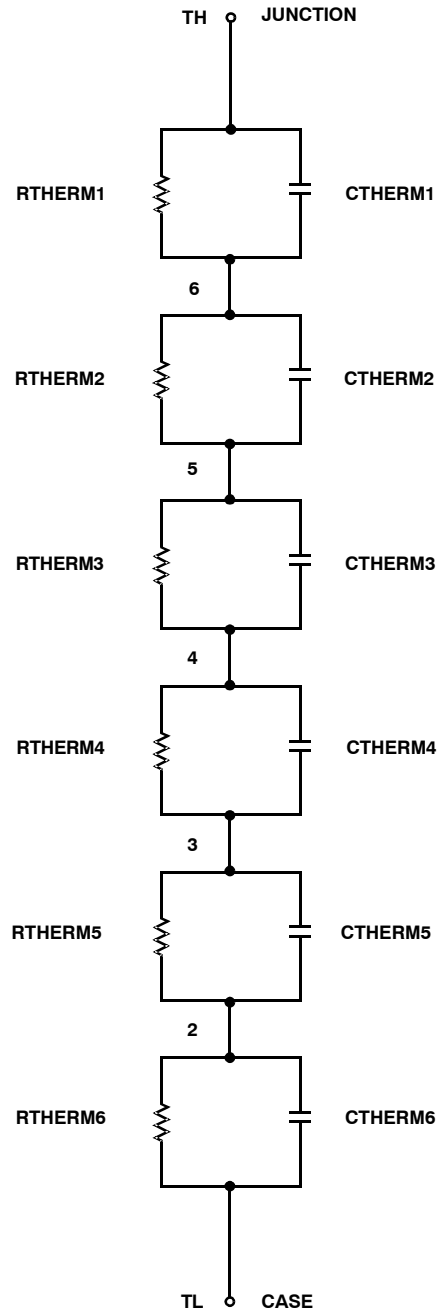 TH JUNCTION
RTHERM1 CTHERM1
6
RTHERM2 CTHERM2
5
RTHERM3 CTHERM3
4
RTHERM4 CTHERM4
3
RTHERM5 CTHERM5
2
RTHERM6 CTHERM6
TL CASE